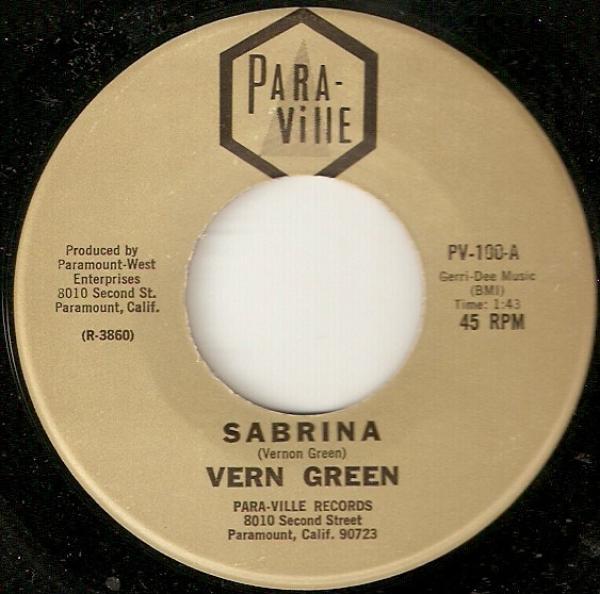 PARA-
VillE
Produced by
Paramount-West
Enterprises
8010 Second St.
Paramount, Calif.
(R-3860)
PV-100-A
Gerri-Dee Music
(BMI)
Time: 1:43
45 RPM
SABRINA
(Vernon Green)
VERN GREEN
PARA-VILLE RECORDS
8010 Second Street
Paramount, Calif. 90723